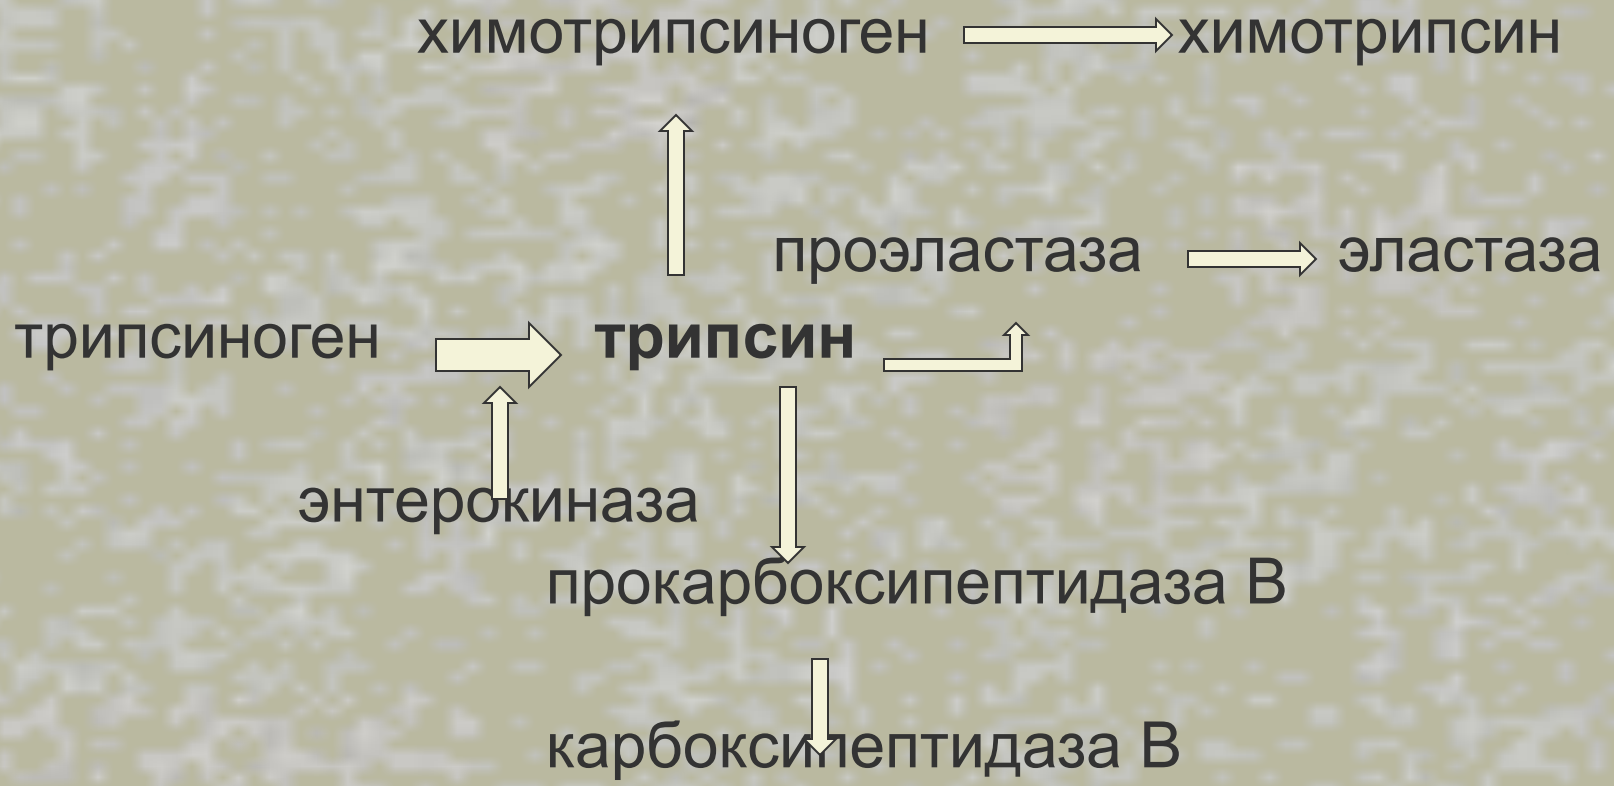 химотрипсиноген химотрипсин
проэластаза эластаза
трипсиноген трипсин
энтерокиназа
прокарбоксипептидаза В
карбоксипептидаза В